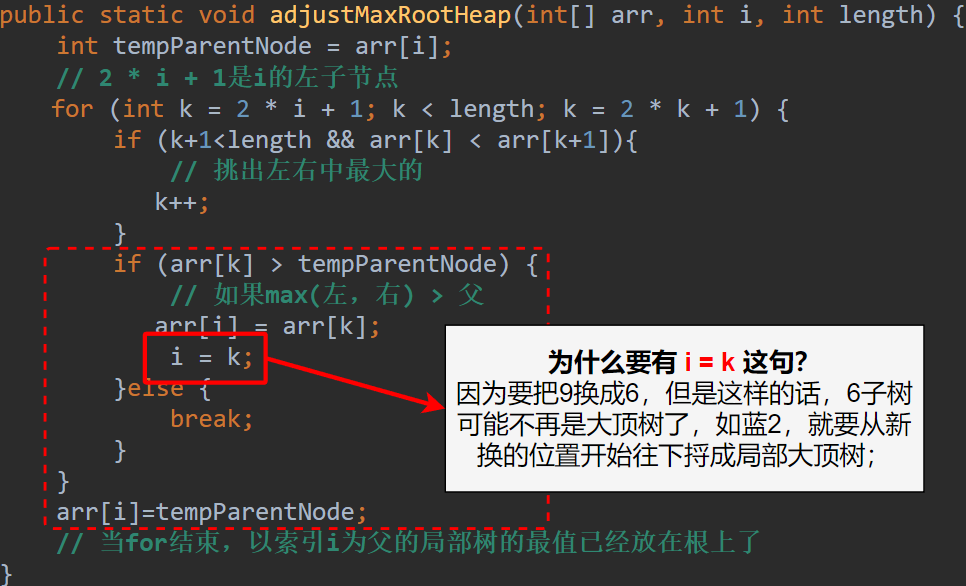 public static void adjustMaxRootHeap(int[] arr, int i, int length) {
int tempParentNode = arr[i];
// 2 * i + 1是i的左子节点
for (int k = 2 * i + 1; k < length; k = 2 * k + 1) {
if (k+1<length && arr[k] < arr[k+1]){
// 挑出左右中最大的
k++;
}
if (arr[k] > tempParentNode) {
// 如果max(左，右) > 父
arr[i] = arr[k];
i = k;
}else {
break;
}
}
arr[i]=tempParentNode;
// 当for结束，以索引i为父的局部树的最值已经放在根上了
}
为什么要有 i = k 这句？
因为要把9换成6，但是这样的话，6子树
可能不再是大顶树了，如蓝2，就要从新
换的位置开始往下捋成局部大顶树；